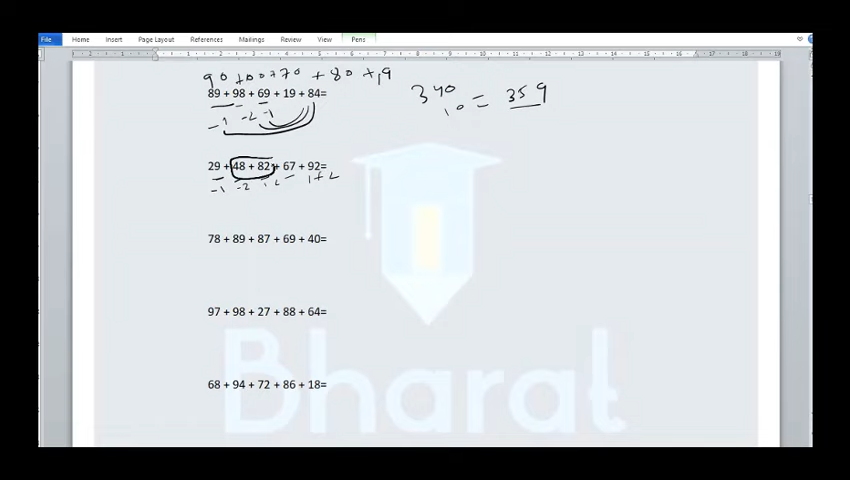 File Home Insert Page Layout References Mailings Review View Pens
90 +100+70 + 80 +19
340
= 359
89 + 98 + 69 + 19 + 84=
-1 -2 -1
29 + 48 + 82 + 67 + 92=
-1 -2 +2
78 + 89 + 87 + 69 + 40=
97 + 98 + 27 + 88 + 64=
68 + 94 + 72 + 86 + 18=
Bharat